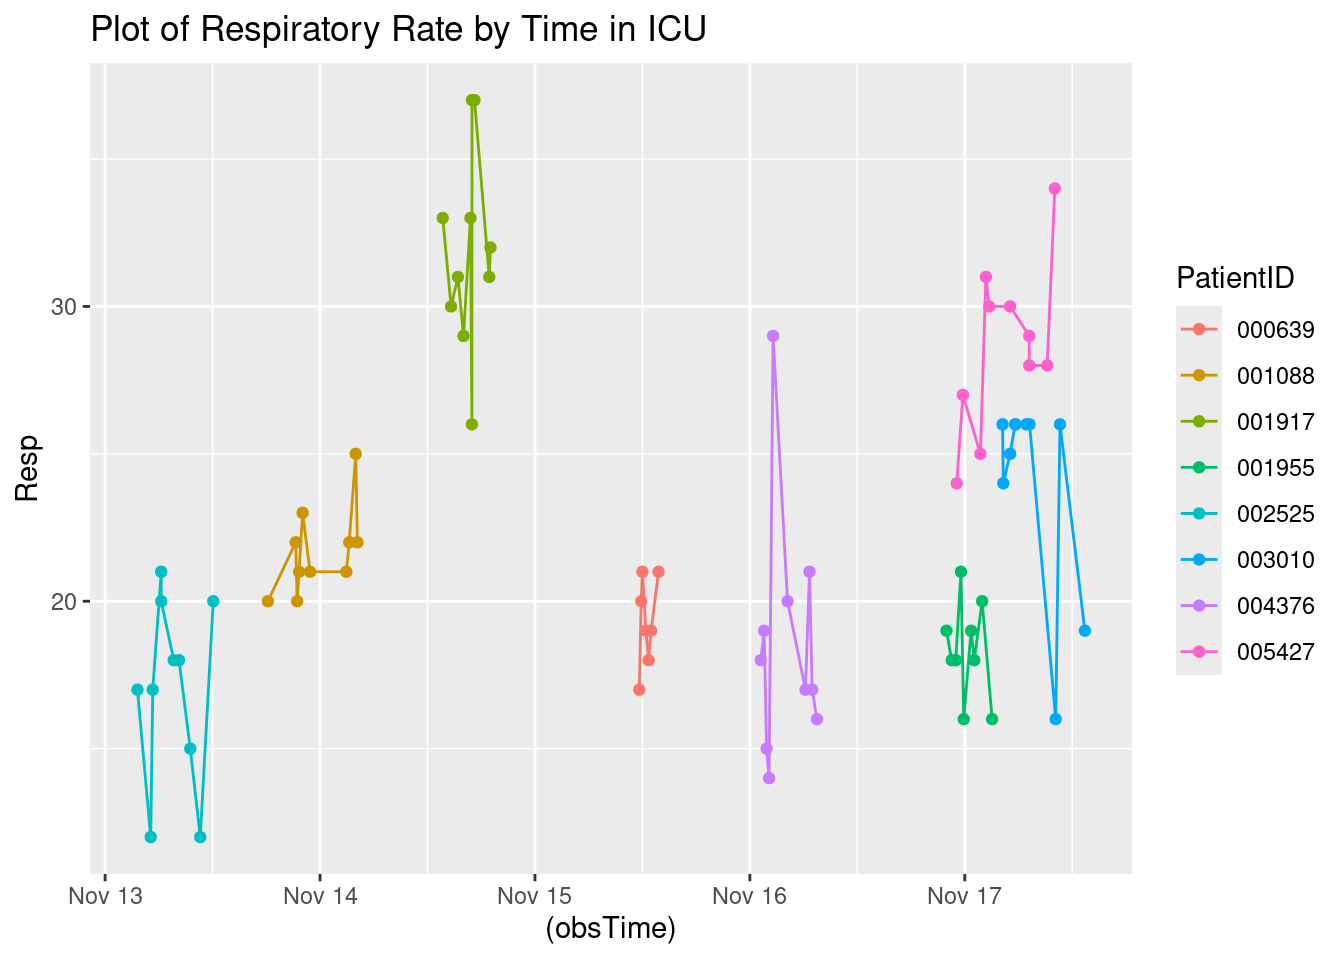 Plot of Respiratory Rate by Time in ICU
Resp
30
20
Nov 13
Nov 14
Nov 15
Nov 16
Nov 17
(obsTime)
PatientID
000639
001088
001917
001955
002525
003010
004376
005427